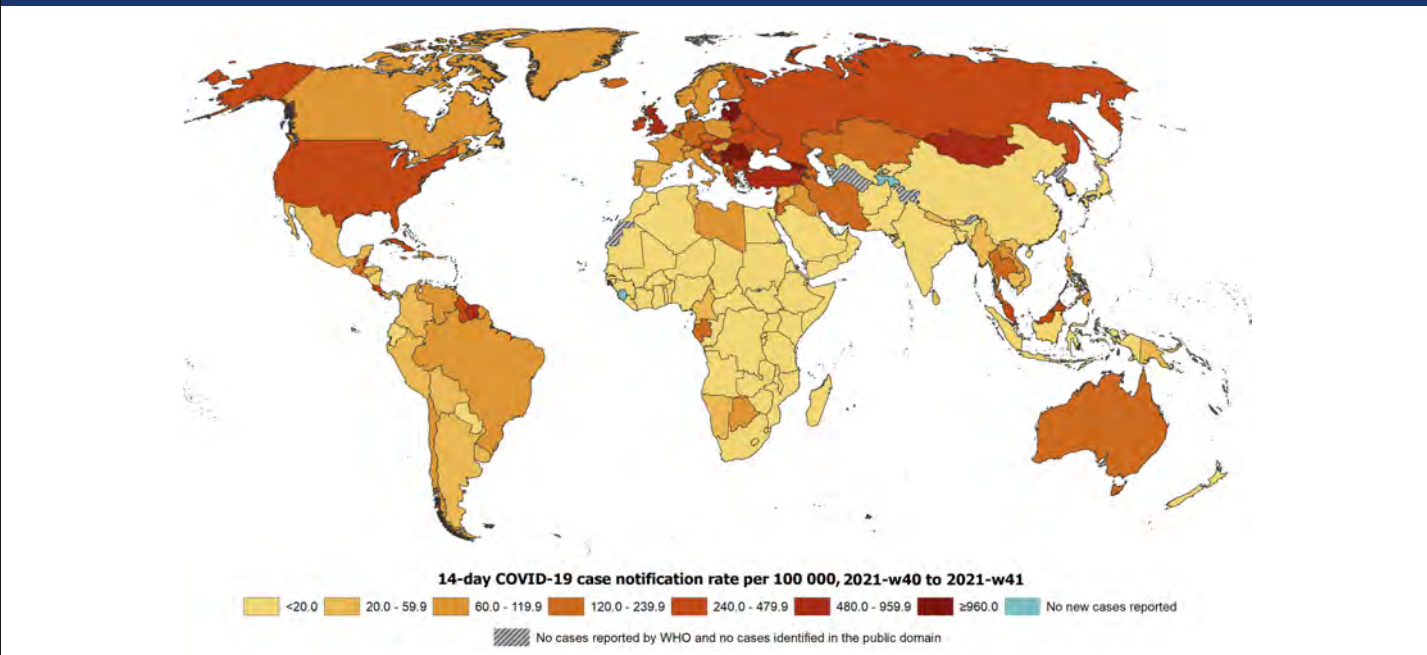 14-day COVID-19 case notification rate per 100 000, 2021-w40 to 2021-w41
<20.0 20.0 - 59.9 60.0 - 119.9 120.0 - 239.9 240.0 - 479.9 480.0 - 959.9 ≥960.0 No new cases reported
No cases reported by WHO and no cases identified in the public domain